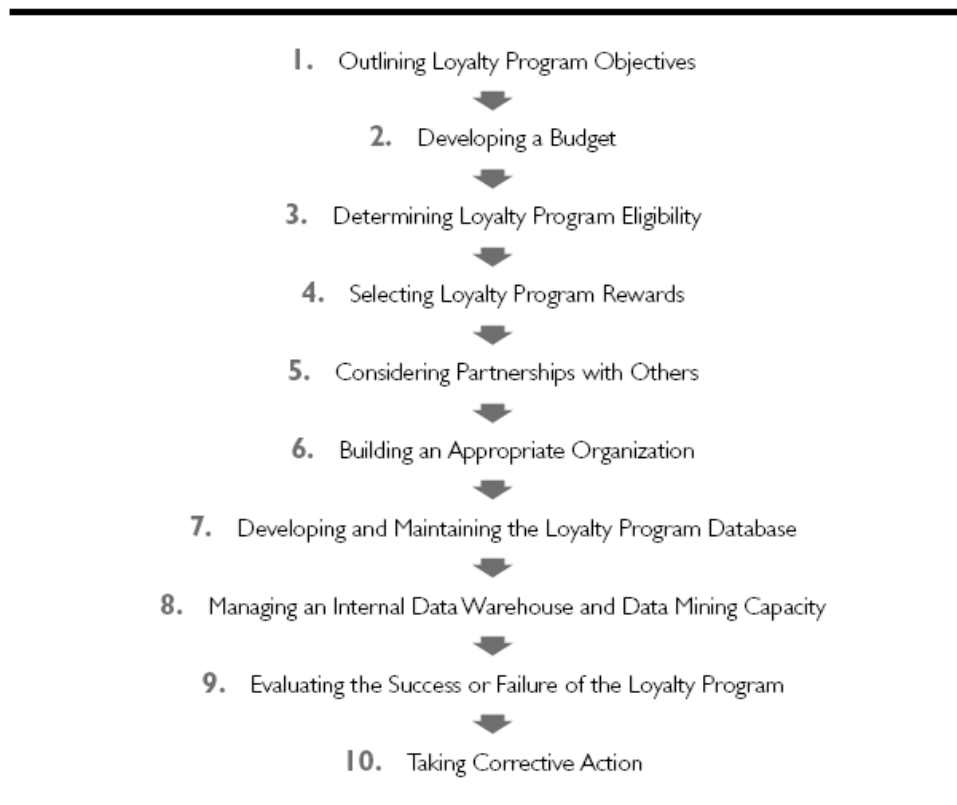 1. Outlining Loyalty Program Objectives
2. Developing a Budget
3. Determining Loyalty Program Eligibility
4. Selecting Loyalty Program Rewards
5. Considering Partnerships with Others
6. Building an Appropriate Organization
7. Developing and Maintaining the Loyalty Program Database
8. Managing an Internal Data Warehouse and Data Mining Capacity
9. Evaluating the Success or Failure of the Loyalty Program
10. Taking Corrective Action